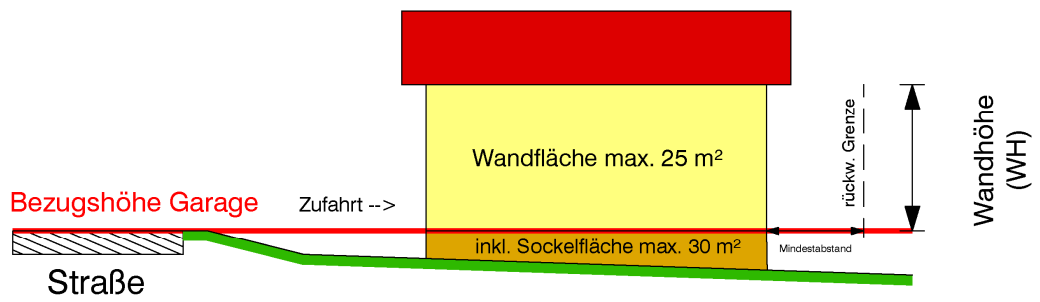 Wandfläche max. 25 m²
rückw. Grenze
Wandhöhe
(WH)
Bezugshöhe Garage
Zufahrt -->
inkl. Sockelfläche max. 30 m²
Mindestabstand
Straße